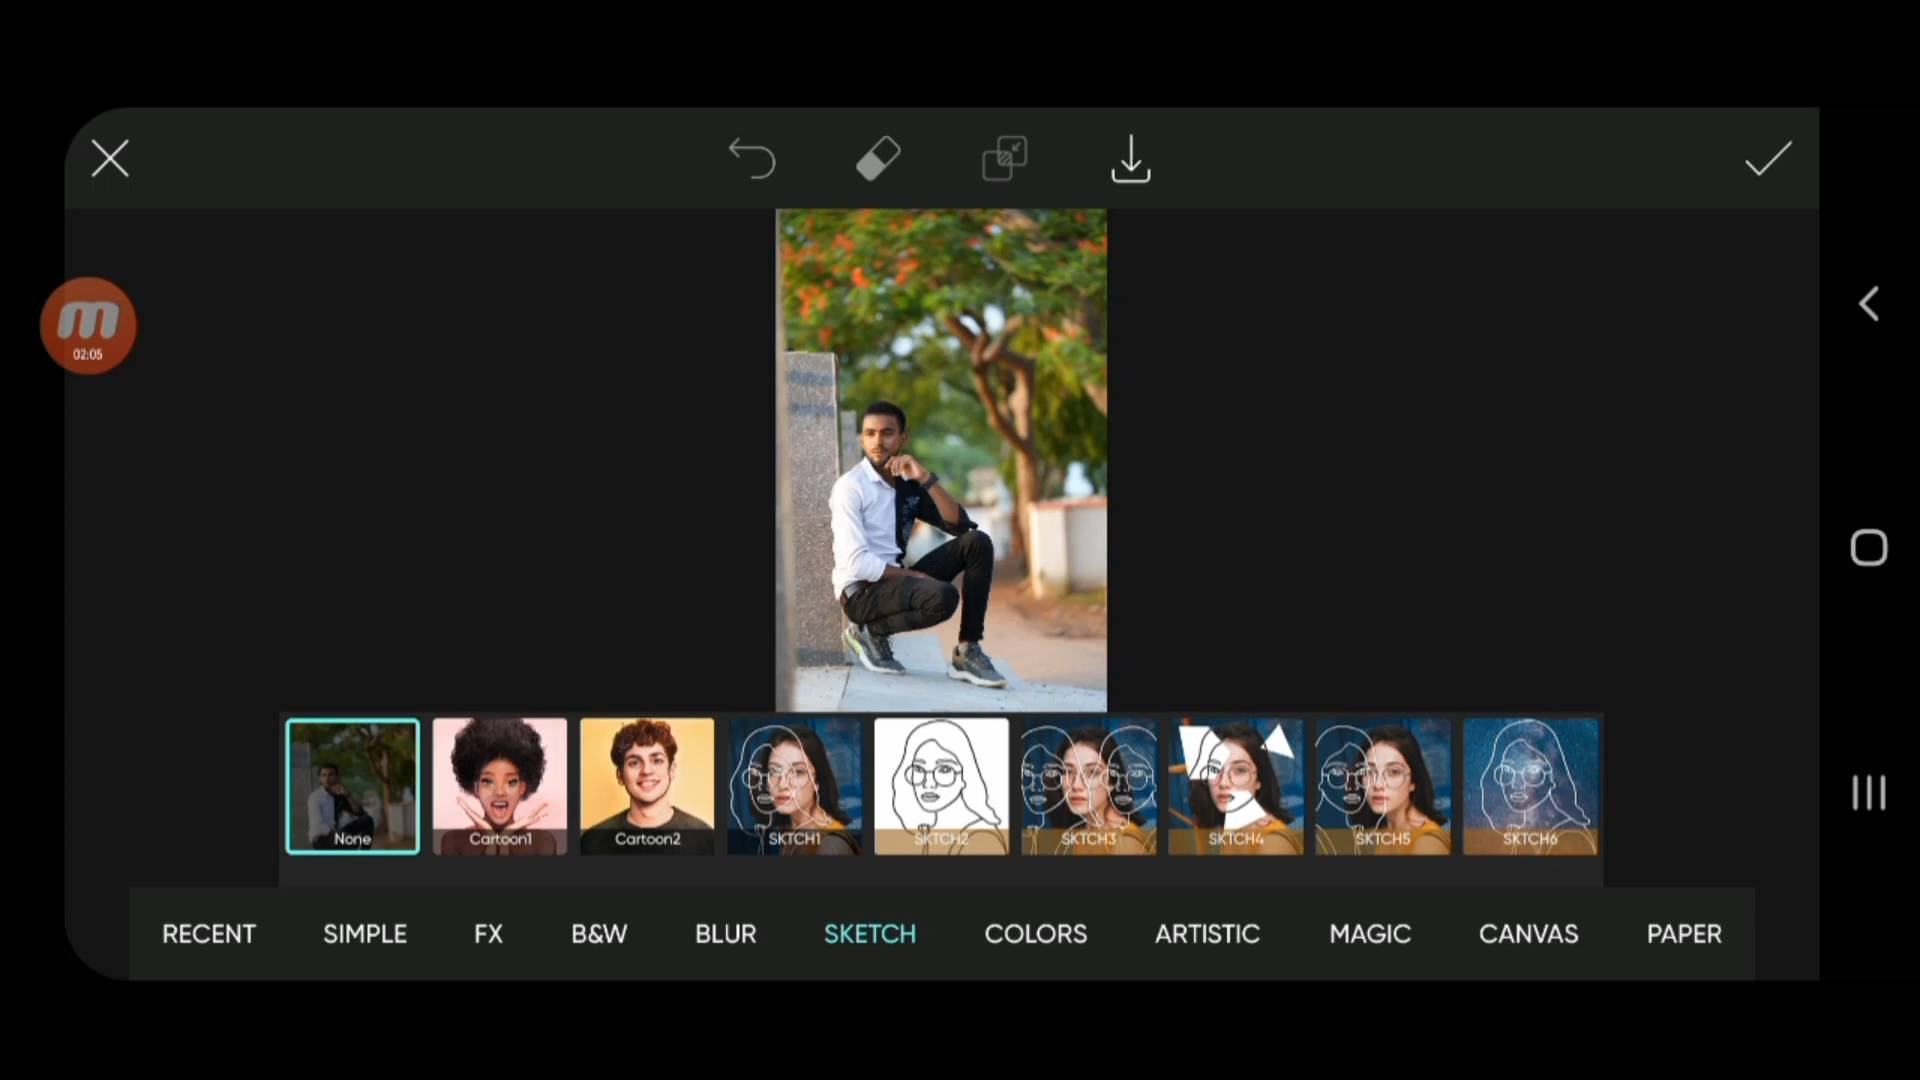 m
02:05
None
Cartoon1
Cartoon2
SKTCH1
SKTCH2
SKTCH3
SKTCH4
SKTCH5
SKTCH6
RECENT
SIMPLE
FX
B&W
BLUR
SKETCH
COLORS
ARTISTIC
MAGIC
CANVAS
PAPER